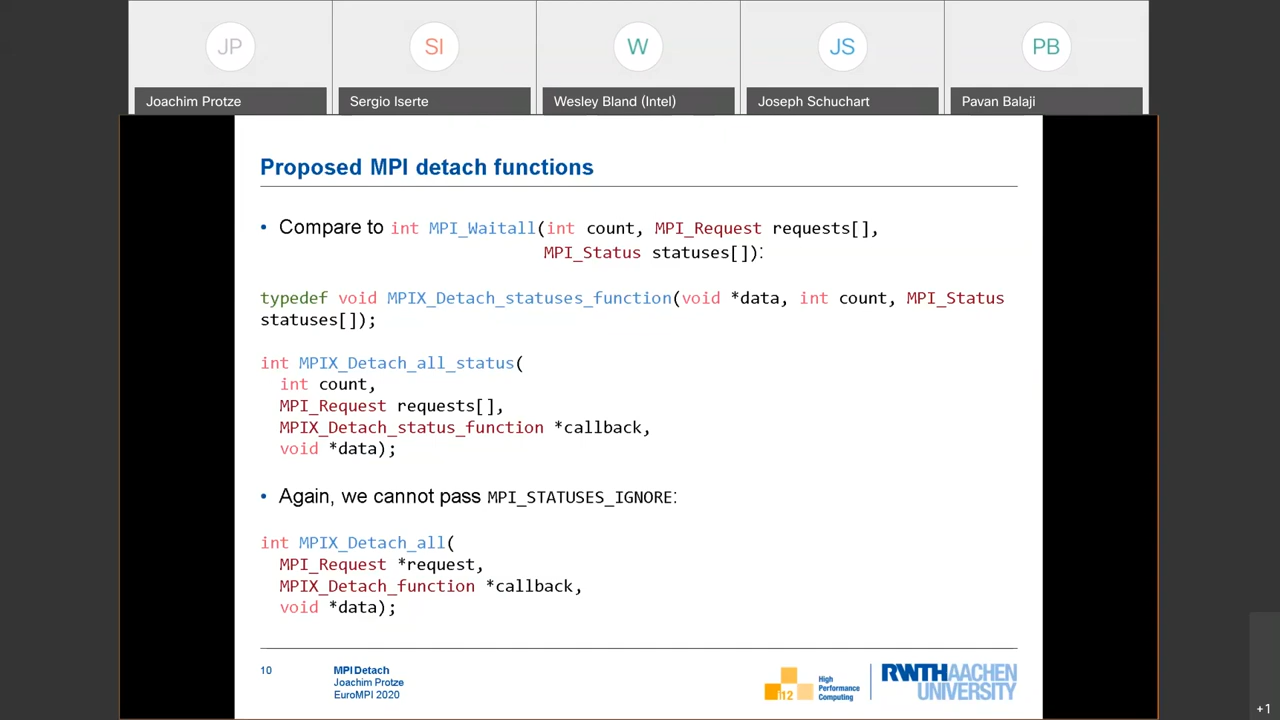 JP
SI
W
JS
PB
Joachim Protze
Sergio Iserte
Wesley Bland (Intel)
Joseph Schuchart
Pavan Balaji
Proposed MPI detach functions
• Compare to int MPI_Waitall(int count, MPI_Request requests[],
MPI_Status statuses[]):
typedef void MPIX_Detach_statuses_function(void *data, int count, MPI_Status
statuses[]);
int MPIX_Detach_all_status(
int count,
MPI_Request requests[],
MPIX_Detach_status_function *callback,
void *data);
• Again, we cannot pass MPI_STATUSES_IGNORE:
int MPIX_Detach_all(
MPI_Request *request,
MPIX_Detach_function *callback,
void *data);
10
MPI Detach
Joachim Protze
EuroMPI 2020
i12
High
Performance
Computing
RWTHAACHEN
UNIVERSITY
+1